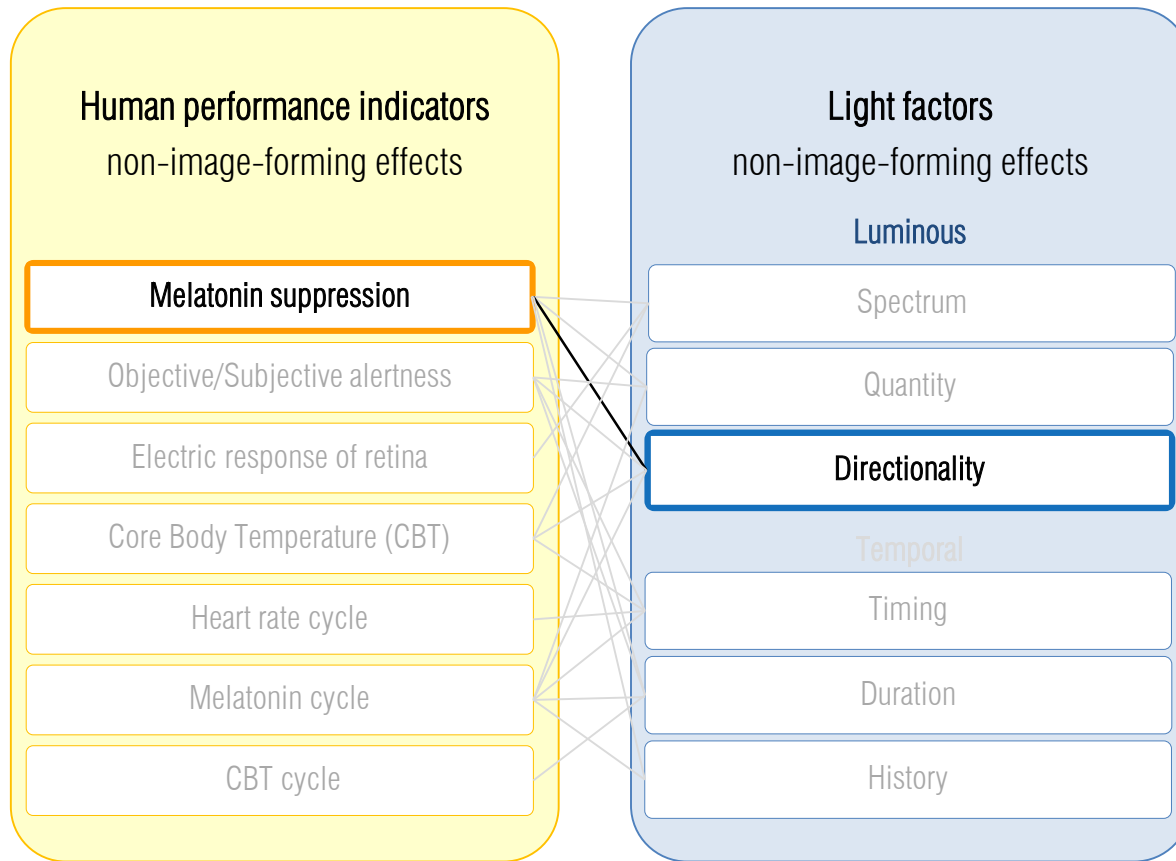 Human performance indicators
non-image-forming effects
Melatonin suppression
Objective/Subjective alertness
Electric response of retina
Core Body Temperature (CBT)
Heart rate cycle
Melatonin cycle
CBT cycle
Light factors
non-image-forming effects
Luminous
Spectrum
Quantity
Directionality
Temporal
Timing
Duration
History